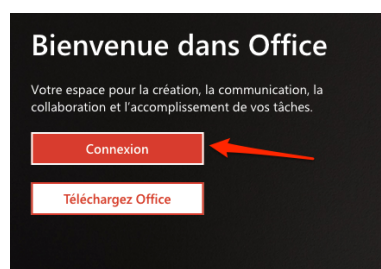 Bienvenue dans Office
Votre espace pour la création, la communication, la
collaboration et l'accomplissement de vos tâches.
Connexion
Téléchargez Office